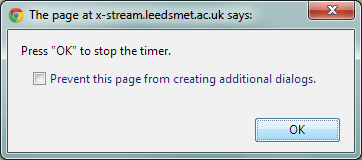 The page at x-stream.leedsmet.ac.uk says:
Press "OK" to stop the timer.
Prevent this page from creating additional dialogs.
OK